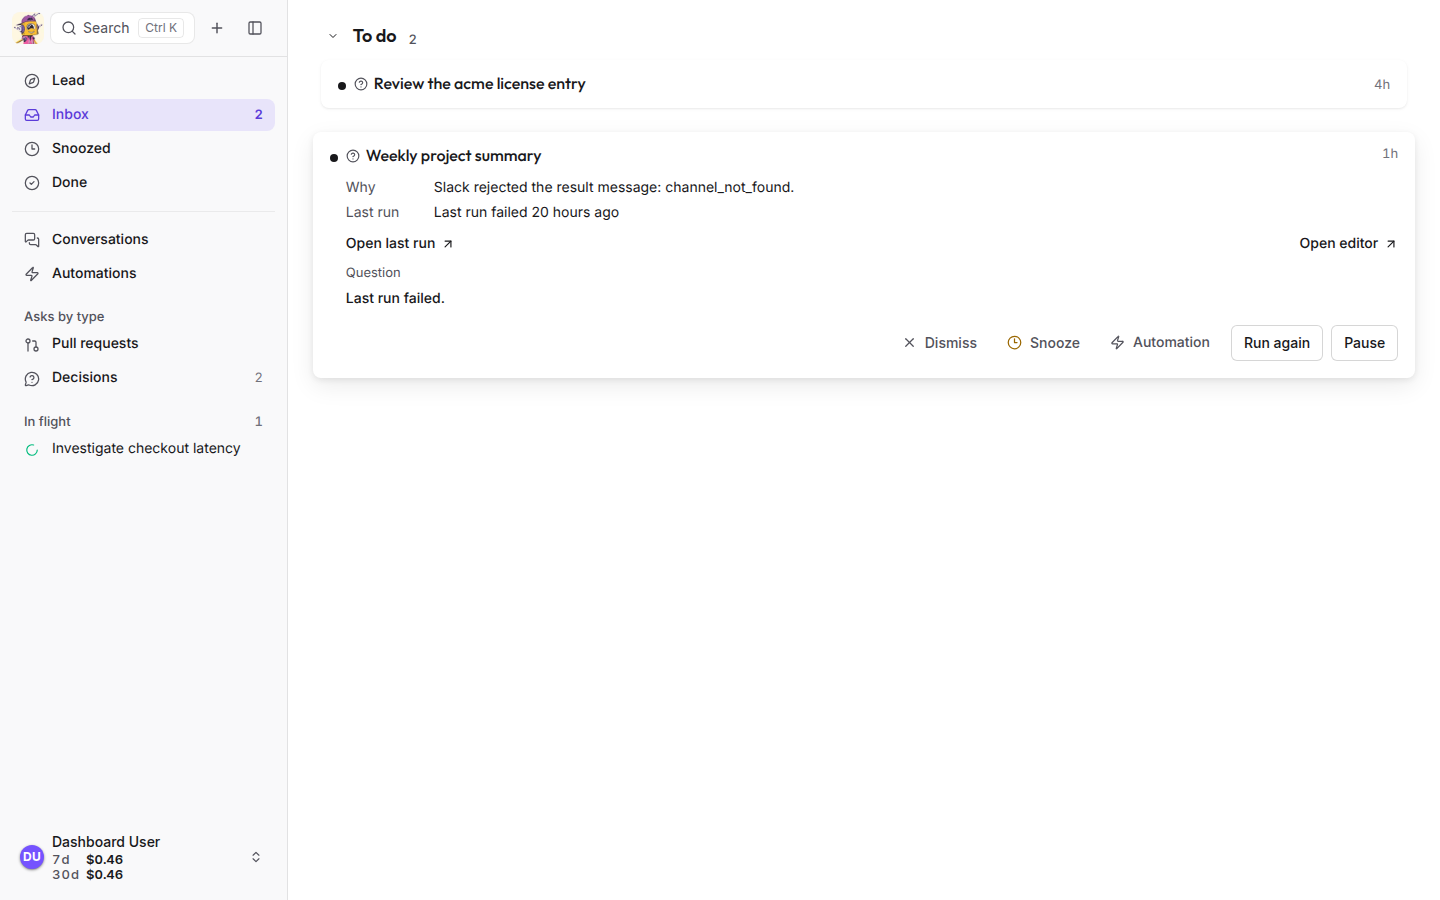 Search Ctrl K
Lead
Inbox 2
Snoozed
Done
Conversations
Automations
Asks by type
Pull requests
Decisions 2
In flight 1
Investigate checkout latency
DU
Dashboard User
7d $0.46
30d $0.46
To do 2
Review the acme license entry 4h
Weekly project summary 1h
Why Slack rejected the result message: channel_not_found.
Last run Last run failed 20 hours ago
Open last run Open editor
Question
Last run failed.
Dismiss Snooze Automation Run again Pause